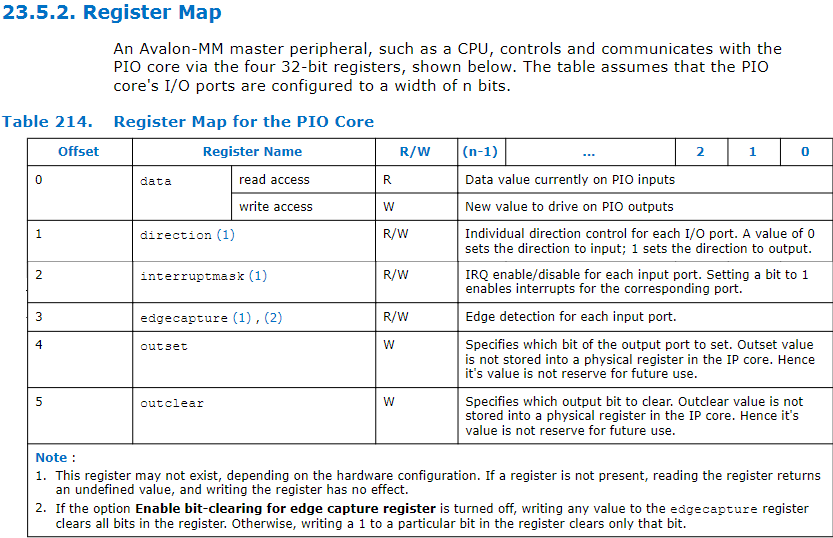 23.5.2. Register Map
An Avalon-MM master peripheral, such as a CPU, controls and communicates with the
PIO core via the four 32-bit registers, shown below. The table assumes that the PIO
core's I/O ports are configured to a width of n bits.
Table 214. Register Map for the PIO Core
Offset Register Name R/W (n-1) ... 2 1 0
0 data read access R Data value currently on PIO inputs
write access W New value to drive on PIO outputs
1 direction (1) R/W Individual direction control for each I/O port. A value of 0
sets the direction to input; 1 sets the direction to output.
2 interruptmask (1) R/W IRQ enable/disable for each input port. Setting a bit to 1
enables interrupts for the corresponding port.
3 edgecapture (1) , (2) R/W Edge detection for each input port.
4 outset W Specifies which bit of the output port to set. Outset value
is not stored into a physical register in the IP core. Hence
it's value is not reserve for future use.
5 outclear W Specifies which output bit to clear. Outclear value is not
stored into a physical register in the IP core. Hence it's
value is not reserve for future use.
Note :
1. This register may not exist, depending on the hardware configuration. If a register is not present, reading the register returns
an undefined value, and writing the register has no effect.
2. If the option Enable bit-clearing for edge capture register is turned off, writing any value to the edgecapture register
clears all bits in the register. Otherwise, writing a 1 to a particular bit in the register clears only that bit.